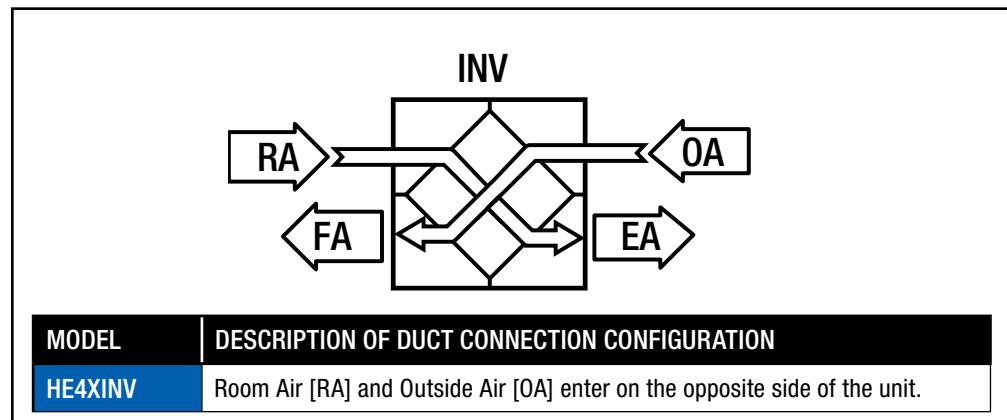 INV
RA
OA
FA
EA
MODEL DESCRIPTION OF DUCT CONNECTION CONFIGURATION
HE4XINV Room Air [RA] and Outside Air [OA] enter on the opposite side of the unit.